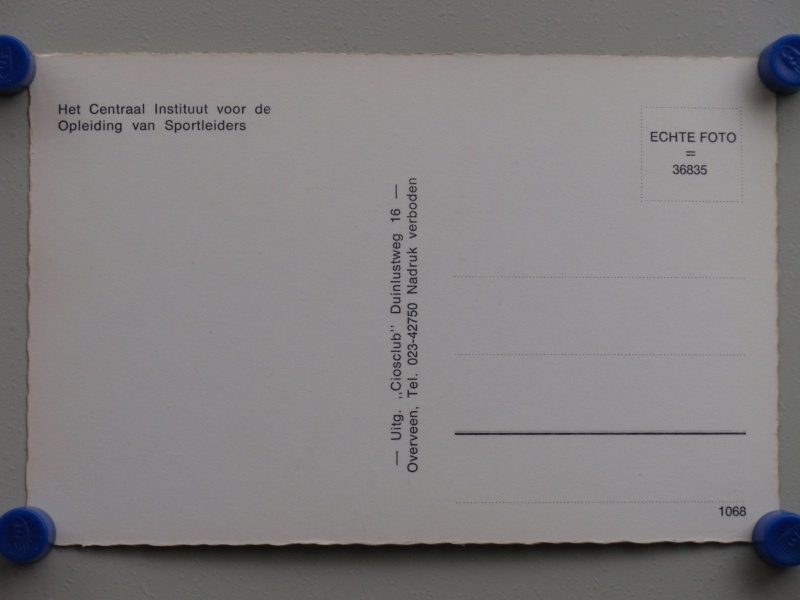 Het Centraal Instituut voor de
Opleiding van Sportleiders
— Uitg. „Ciosclub" Duinlustweg 16 —
Overveen, Tel. 023-42750 Nadruk verboden
ECHTE FOTO
=
36835
1068